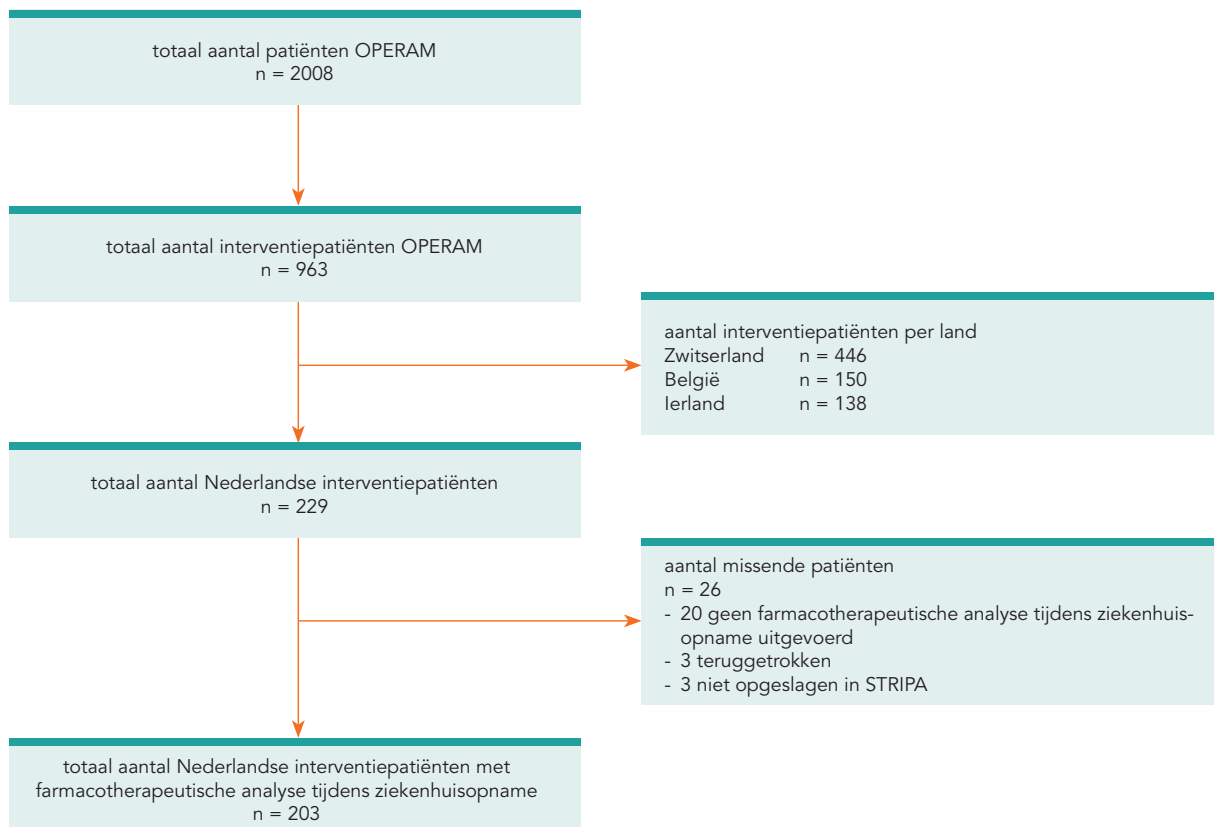 totaal aantal patiënten OPERAM
n = 2008
totaal aantal interventiepatiënten OPERAM
n = 963
aantal interventiepatiënten per land
Zwitserland n = 446
België n = 150
Ierland n = 138
totaal aantal Nederlandse interventiepatiënten
n = 229
aantal missende patiënten
n = 26
- 20 geen farmacotherapeutische analyse tijdens ziekenhuis-
opname uitgevoerd
- 3 teruggetrokken
- 3 niet opgeslagen in STRIPA
totaal aantal Nederlandse interventiepatiënten met
farmacotherapeutische analyse tijdens ziekenhuisopname
n = 203